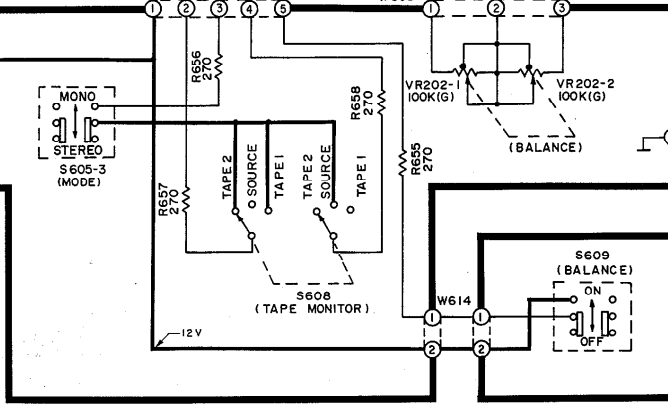 1 2 3 4 5
1 2 3
R656
270
VR202-1
100K(G)
VR202-2
100K(G)
(BALANCE)
MONO
STEREO
S605-3
(MODE)
R658
270
R655
270
R657
270
TAPE 2
SOURCE
TAPE 1
TAPE 2
SOURCE
TAPE 1
S608
(TAPE MONITOR)
S609
(BALANCE)
ON
OFF
W614
1 1
2 2
-12V